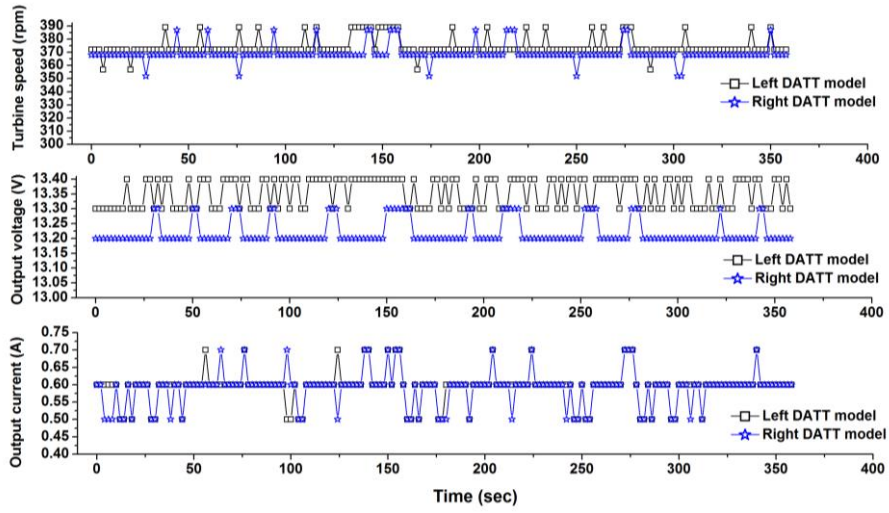 Turbine speed (rpm)
390
380
370
360
350
340
330
320
310
300
Left DATT model
Right DATT model
0 50 100 150 200 250 300 350 400
Output voltage (V)
13.40
13.35
13.30
13.25
13.20
13.15
13.10
13.05
13.00
Left DATT model
Right DATT model
0 50 100 150 200 250 300 350 400
Output current (A)
0.75
0.70
0.65
0.60
0.55
0.50
0.45
0.40
Left DATT model
Right DATT model
0 50 100 150 200 250 300 350 400
Time (sec)